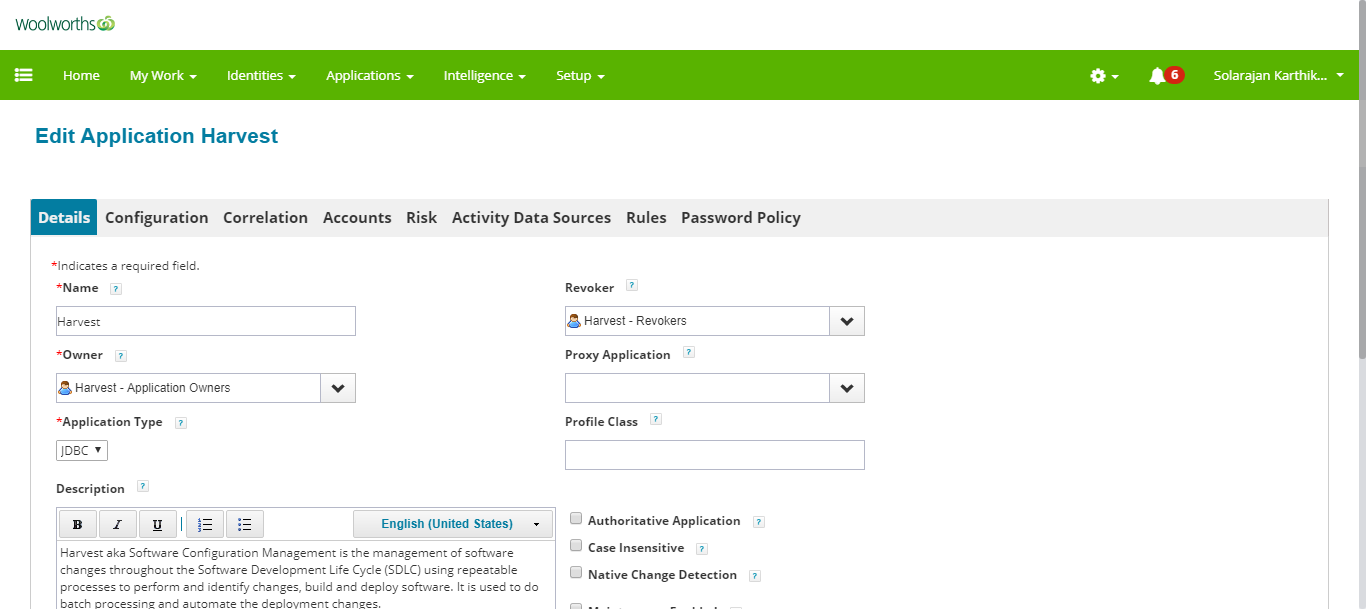 woolworths
Home My Work Identities Applications Intelligence Setup 6 Solarajan Karthik...
Edit Application Harvest
Details Configuration Correlation Accounts Risk Activity Data Sources Rules Password Policy
*Indicates a required field.
*Name ?
Harvest
Revoker ?
Harvest - Revokers
*Owner ?
Harvest - Application Owners
Proxy Application ?
*Application Type ?
JDBC
Profile Class ?
Description ?
B I U English (United States)
Harvest aka Software Configuration Management is the management of software
changes throughout the Software Development Life Cycle (SDLC) using repeatable
processes to perform and identify changes, build and deploy software. It is used to do
batch processing and automate the deployment changes.
Authoritative Application ?
Case Insensitive ?
Native Change Detection ?